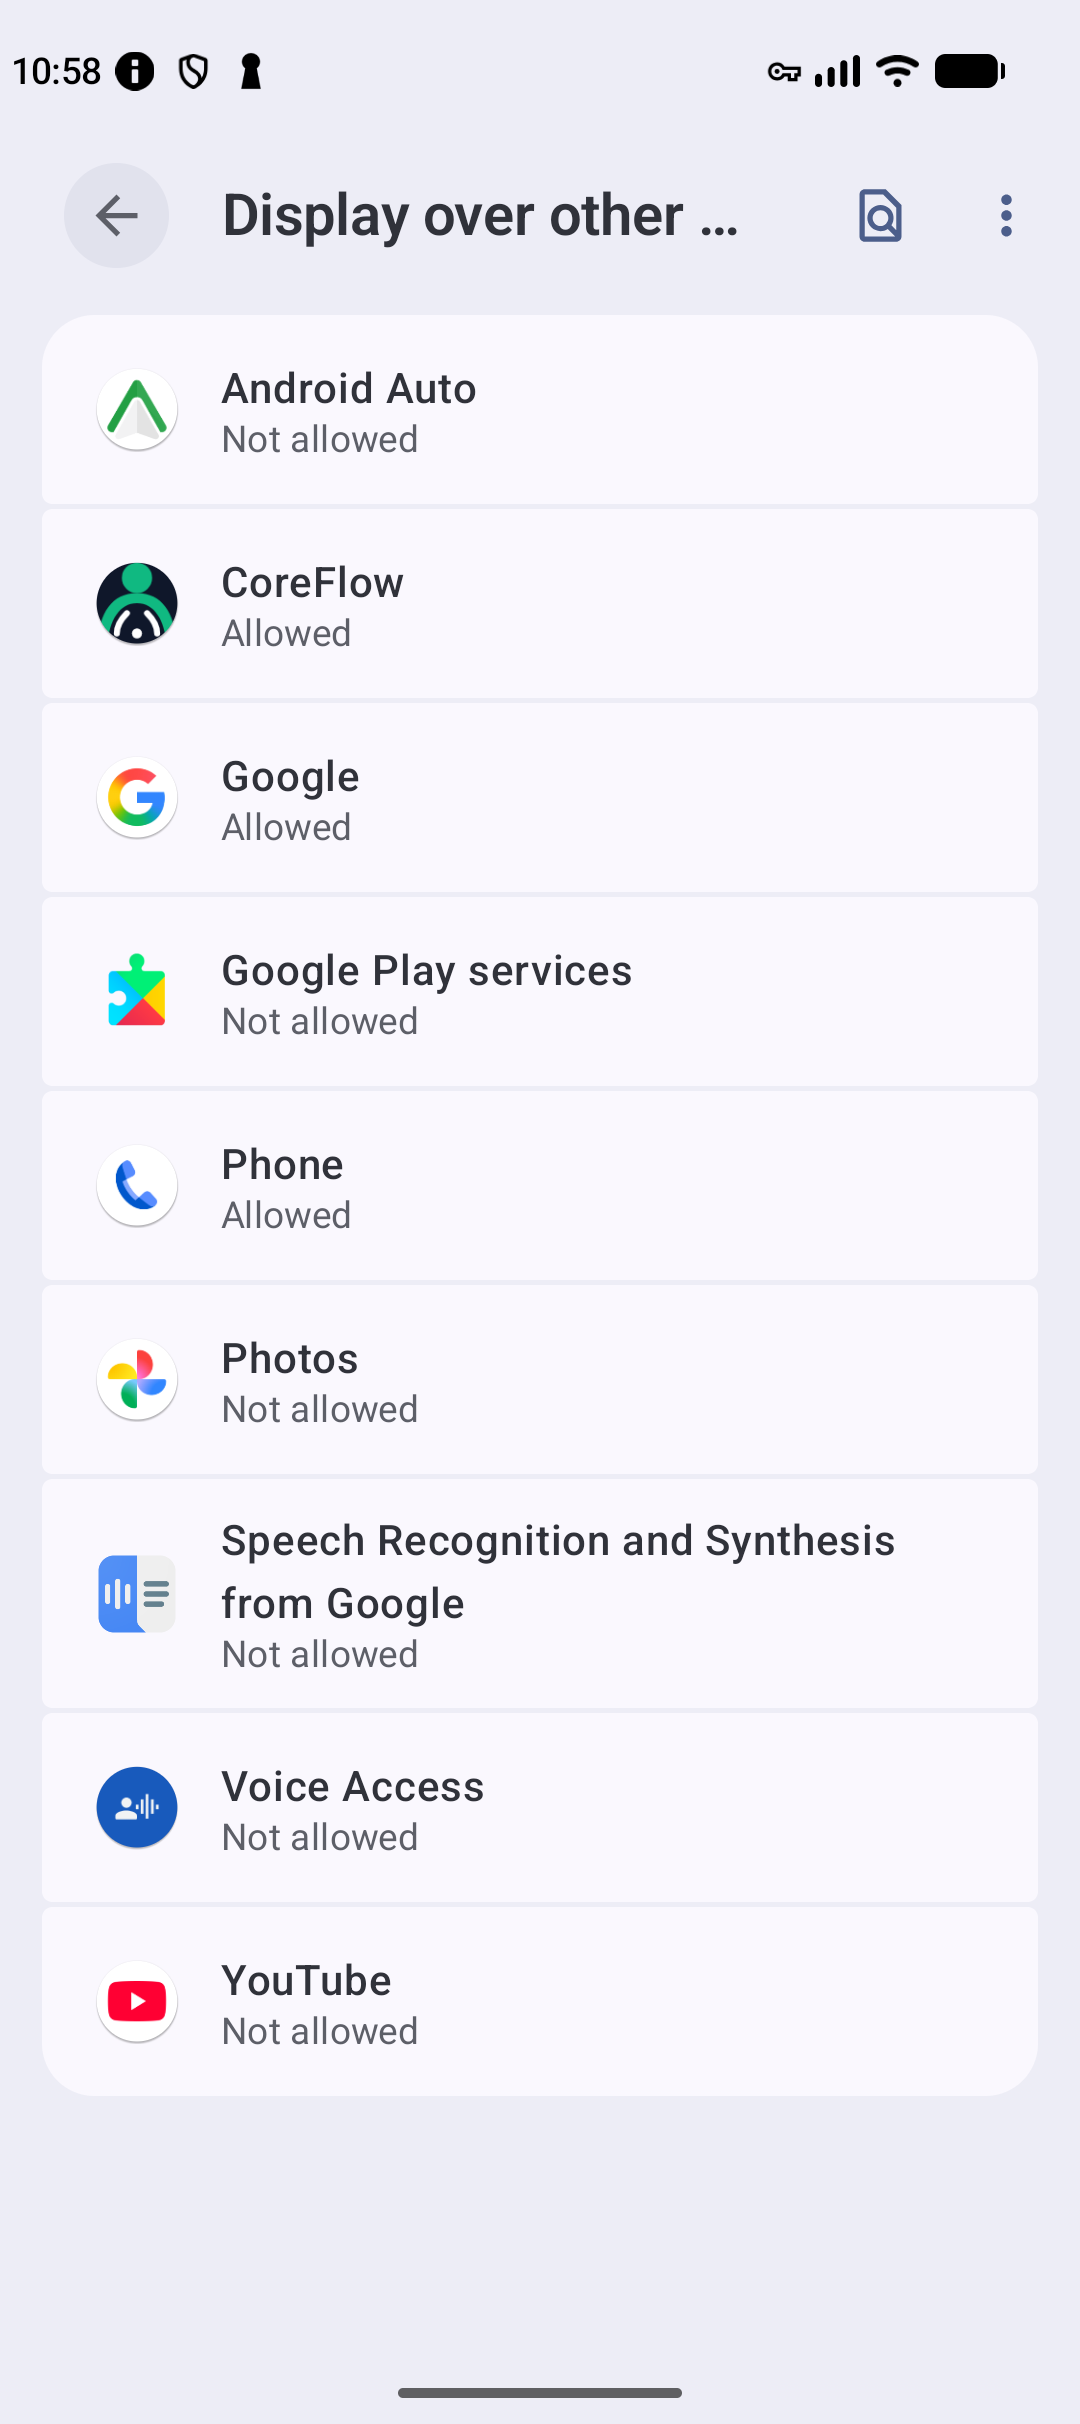 10:58
Display over other ...
Android Auto
Not allowed
CoreFlow
Allowed
Google
Allowed
Google Play services
Not allowed
Phone
Allowed
Photos
Not allowed
Speech Recognition and Synthesis
from Google
Not allowed
Voice Access
Not allowed
YouTube
Not allowed